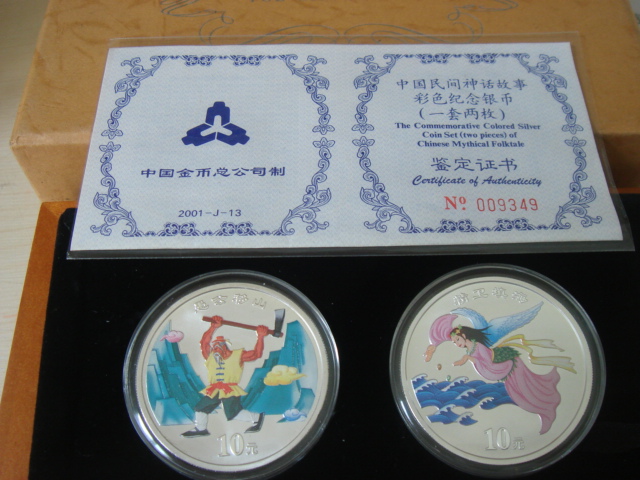 中国金币总公司制
2001-J-13
中国民间神话故事
彩色纪念银币
(一套两枚)
The Commemorative Colored Silver
Coin Set (two pieces) of
Chinese Mythical Folktale
鉴定证书
Certificate of Authenticity
Nº 009349
10元
10元